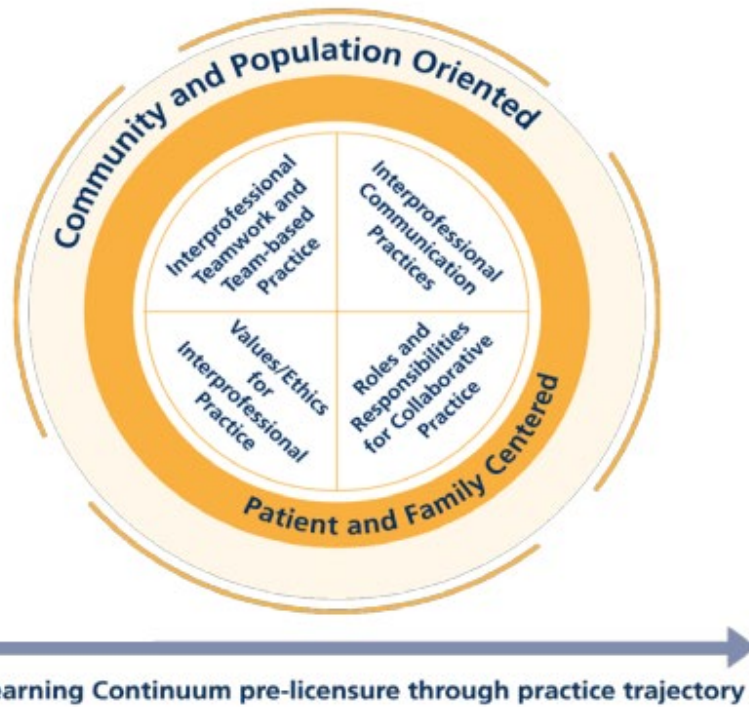 Community and Population Oriented
Interprofessional
Teamwork and
Team-based
Practice
Interprofessional
Communication
Practices
Values/Ethics
for
Interprofessional
Practice
Roles and
Responsibilities
for Collaborative
Practice
Patient and Family Centered
earning Continuum pre-licensure through practice trajectory